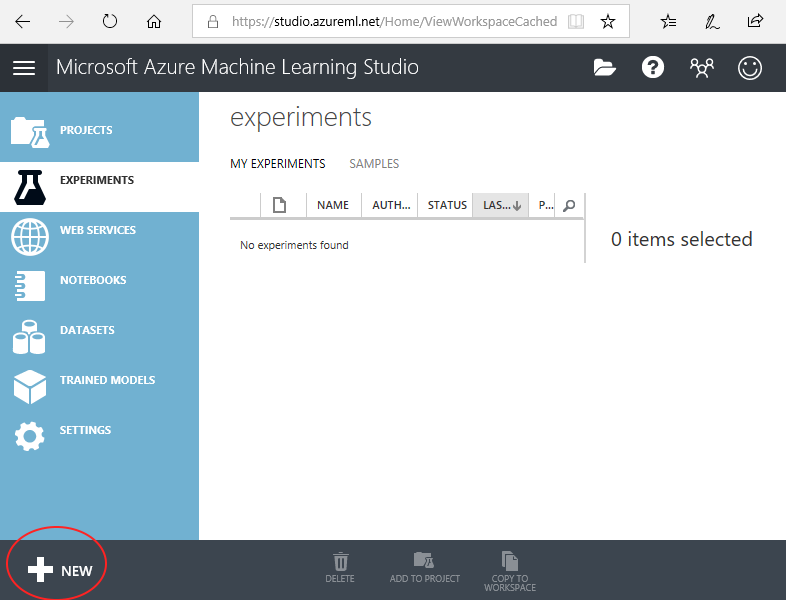 https://studio.azureml.net/Home/ViewWorkspaceCached
Microsoft Azure Machine Learning Studio
PROJECTS
EXPERIMENTS
WEB SERVICES
NOTEBOOKS
DATASETS
TRAINED MODELS
SETTINGS
experiments
MY EXPERIMENTS SAMPLES
NAME AUTH... STATUS LAS... P...
No experiments found
0 items selected
NEW
DELETE
ADD TO PROJECT
COPY TO
WORKSPACE